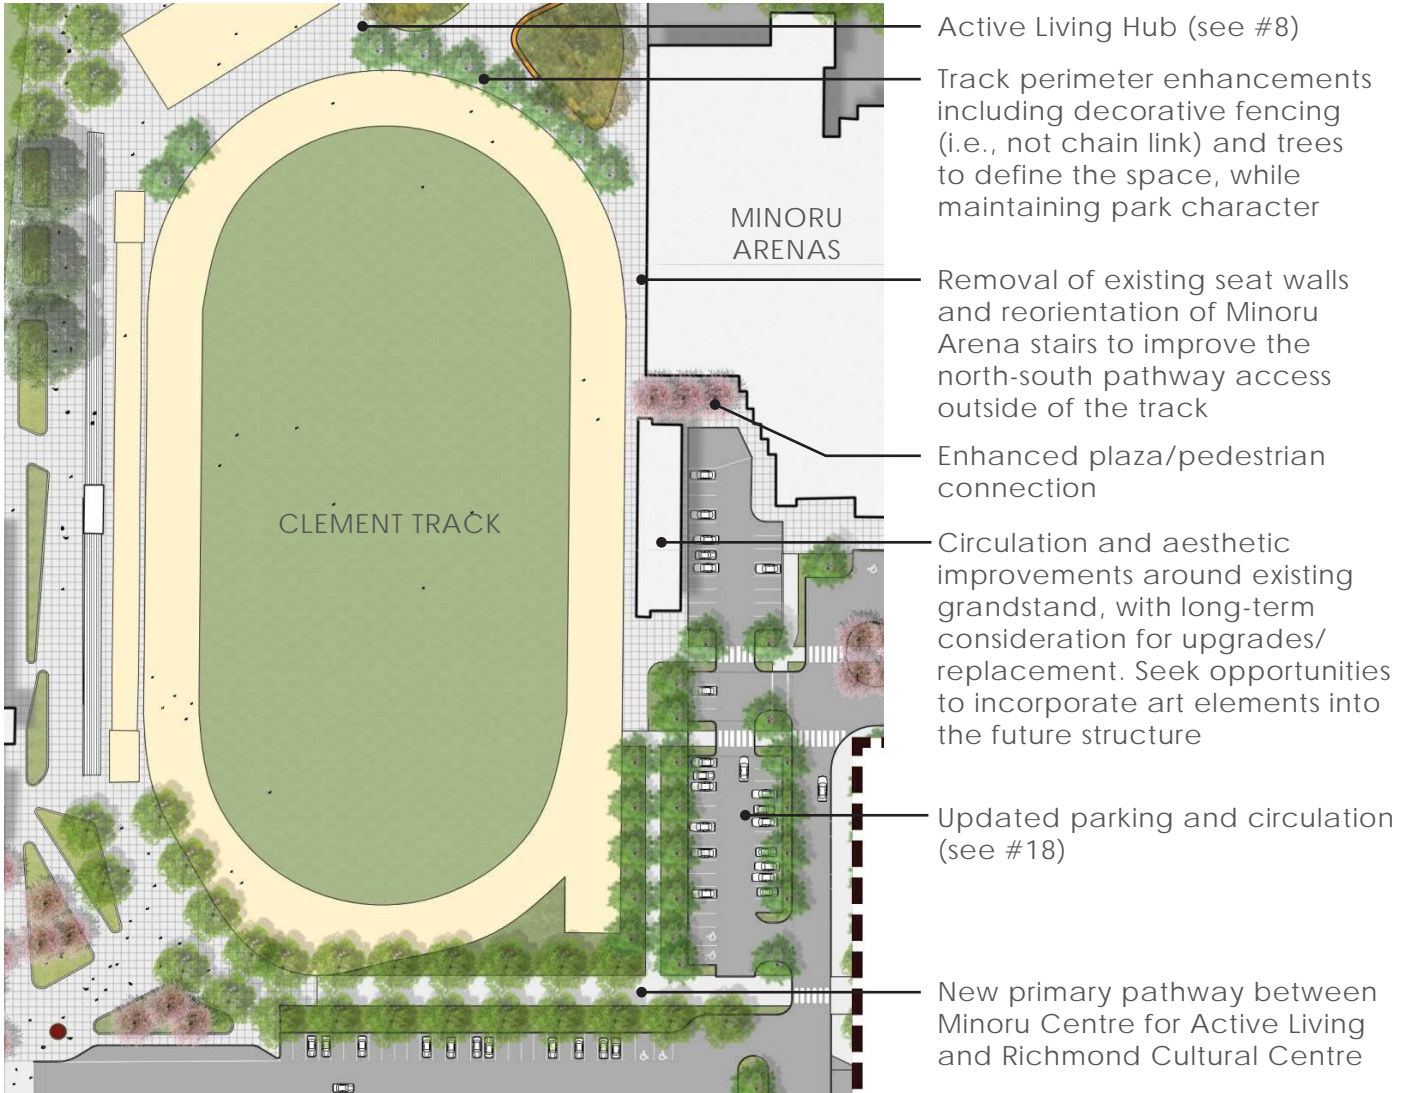 Active Living Hub (see #8)
Track perimeter enhancements
including decorative fencing
(i.e., not chain link) and trees
to define the space, while
maintaining park character
MINORU
ARENAS
Removal of existing seat walls
and reorientation of Minoru
Arena stairs to improve the
north-south pathway access
outside of the track
Enhanced plaza/pedestrian
connection
CLEMENT TRACK
Circulation and aesthetic
improvements around existing
grandstand, with long-term
consideration for upgrades/
replacement. Seek opportunities
to incorporate art elements into
the future structure
Updated parking and circulation
(see #18)
New primary pathway between
Minoru Centre for Active Living
and Richmond Cultural Centre